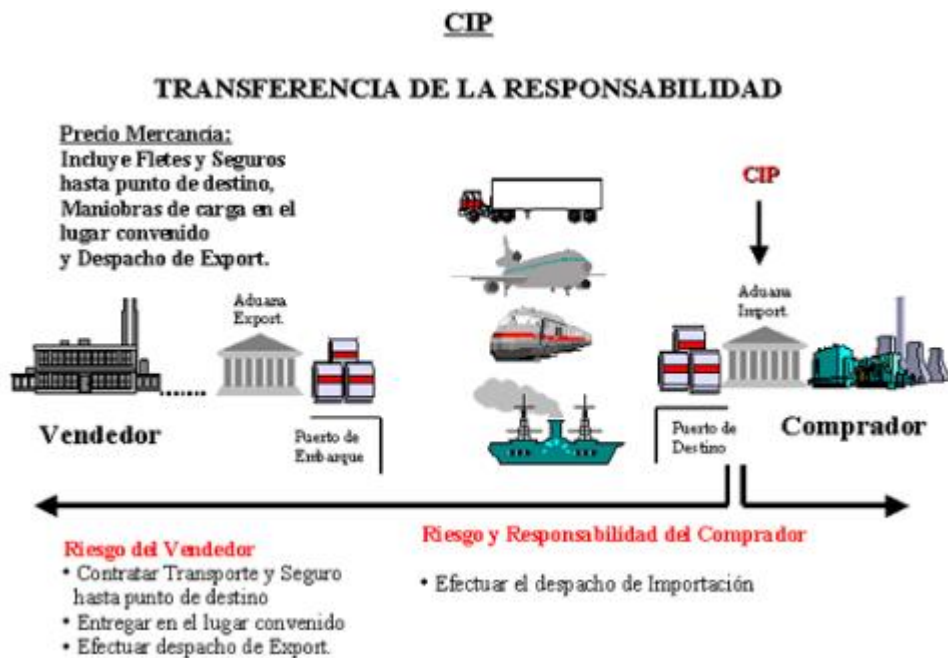 CIP
TRANSFERENCIA DE LA RESPONSABILIDAD
Precio Mercancía:
Incluye Fletes y Seguros
hasta punto de destino,
Maniobras de carga en el
lugar convenido
y Despacho de Export.
CIP
Aduana
Export.
Aduana
Import.
Vendedor
Puerto de
Embarque
Puerto de
Destino
Comprador
Riesgo del Vendedor
• Contratar Transporte y Seguro
hasta punto de destino
• Entregar en el lugar convenido
• Efectuar despacho de Export.
Riesgo y Responsabilidad del Comprador
• Efectuar el despacho de Importación